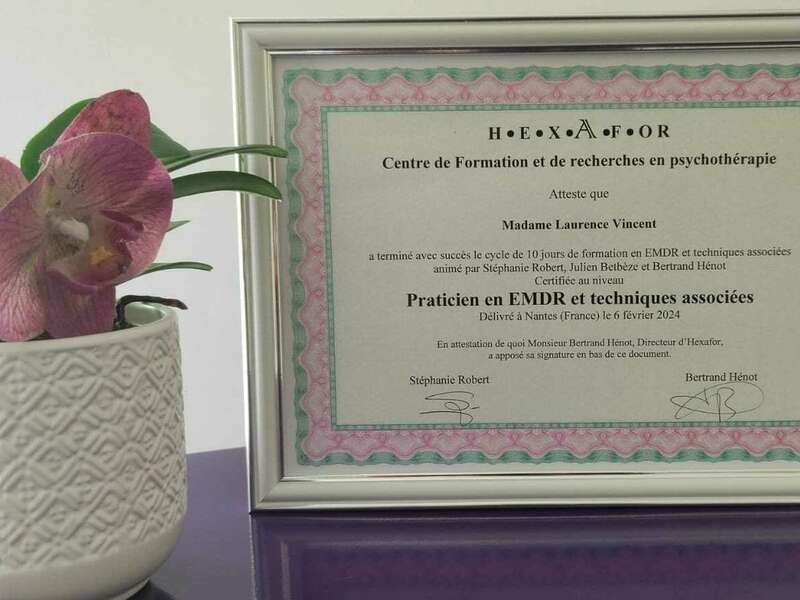 H•E•X•A•F•O•R
Centre de Formation et de recherches en psychothérapie
Atteste que
Madame Laurence Vincent
a terminé avec succès le cycle de 10 jours de formation en EMDR et techniques associées
animé par Stéphanie Robert, Julien Betbèze et Bertrand Hénot
Certifiée au niveau
Praticien en EMDR et techniques associées
Délivré à Nantes (France) le 6 février 2024
En attestation de quoi Monsieur Bertrand Hénot, Directeur d'Hexafor,
a apposé sa signature en bas de ce document.
Stéphanie Robert
Bertrand Hénot